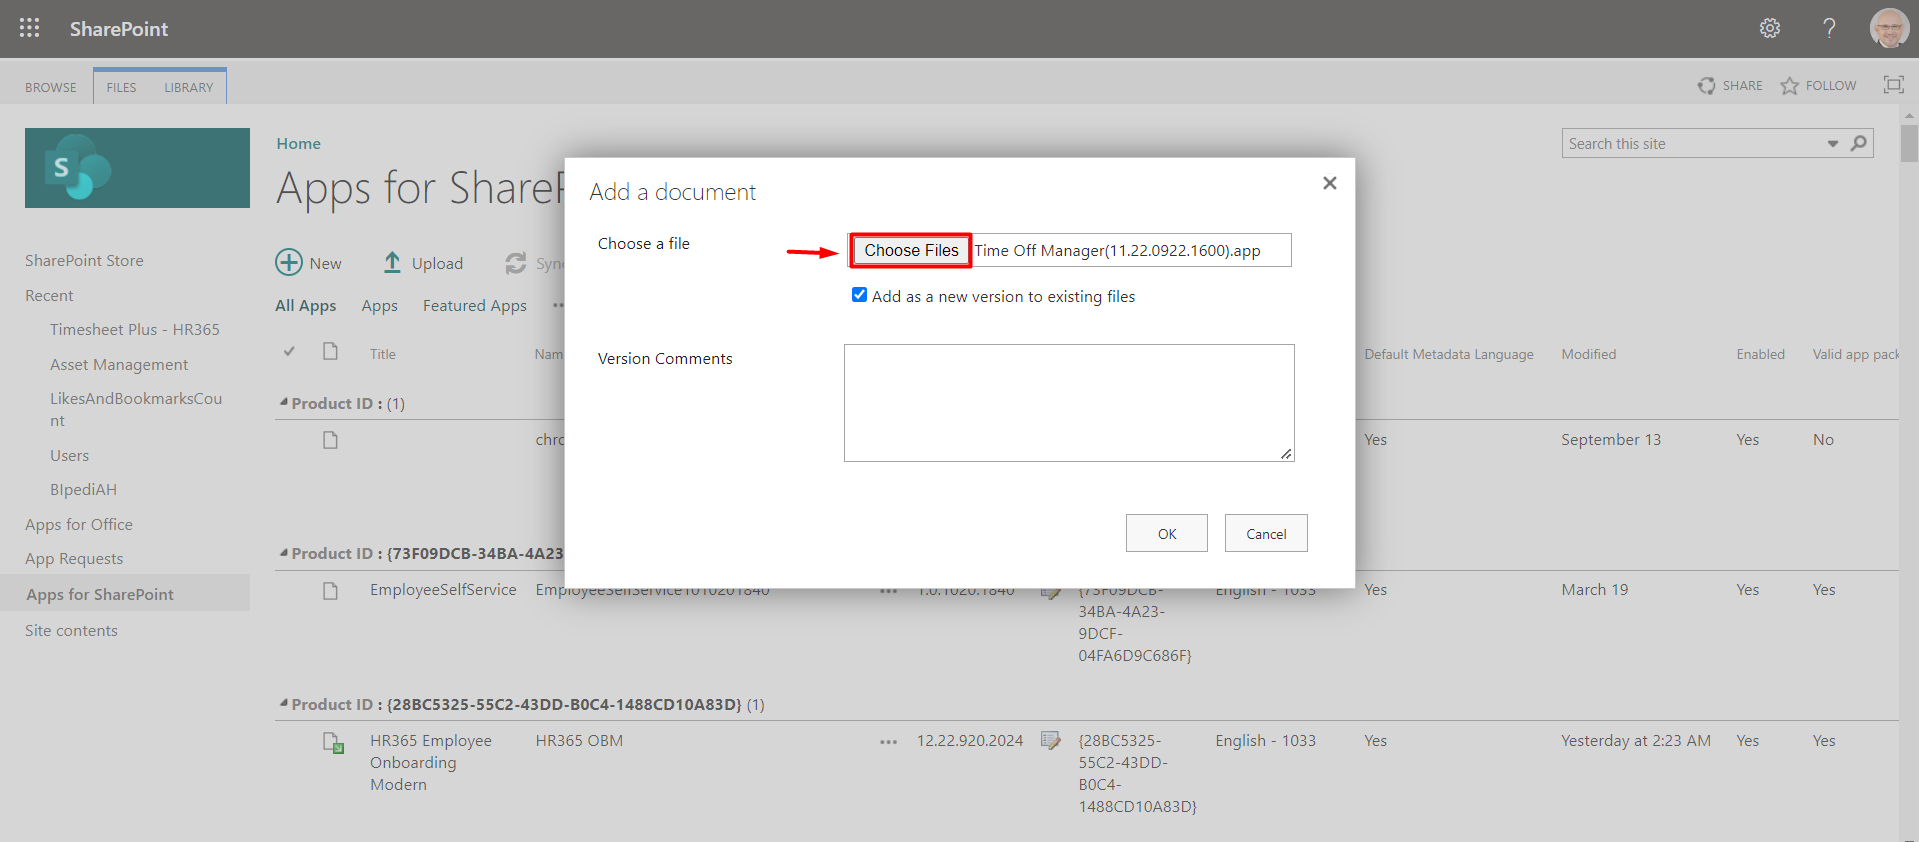 SharePoint
BROWSE
FILES
LIBRARY
SHARE
FOLLOW
S
Home
Search this site
Apps for ShareP
Add a document
Choose a file
Choose Files
Time Off Manager(11.22.0922.1600).app
Add as a new version to existing files
Version Comments
OK
Cancel
SharePoint Store
Recent
Timesheet Plus - HR365
Asset Management
LikesAndBookmarksCou
nt
Users
BIpediAH
Apps for Office
App Requests
Apps for SharePoint
Site contents
New
Upload
Sync
All Apps
Apps
Featured Apps
Title
Nam
Default Metadata Language
Modified
Enabled
Valid app pack
Product ID : (1)
chro
Yes
September 13
Yes
No
Product ID : {73F09DCB-34BA-4A23
EmployeeSelfService
EmployeeSelfService1010201840
1.0.1020.1840
{73F09DCB-
34BA-4A23-
9DCF-
04FA6D9C686F}
English - 1033
Yes
March 19
Yes
Yes
Product ID : {28BC5325-55C2-43DD-B0C4-1488CD10A83D} (1)
HR365 Employee
Onboarding
Modern
HR365 OBM
12.22.920.2024
{28BC5325-
55C2-43DD-
B0C4-
1488CD10A83D}
English - 1033
Yes
Yesterday at 2:23 AM
Yes
Yes